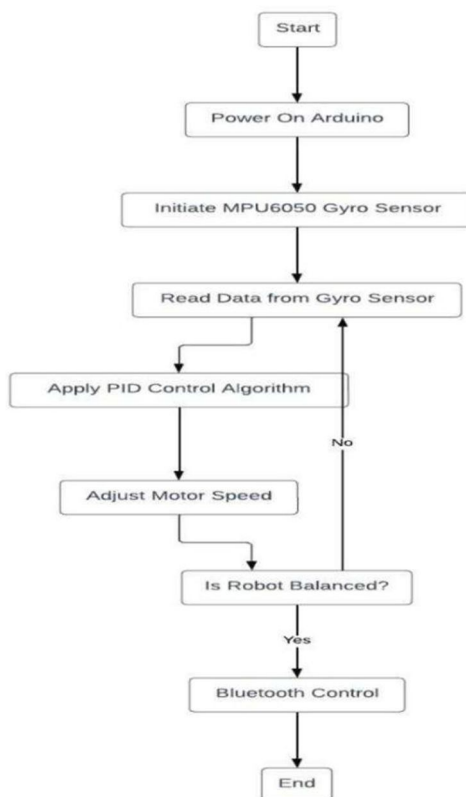 Start
Power On Arduino
Initiate MPU6050 Gyro Sensor
Read Data from Gyro Sensor
Apply PID Control Algorithm
No
Adjust Motor Speed
Is Robot Balanced?
Yes
Bluetooth Control
End